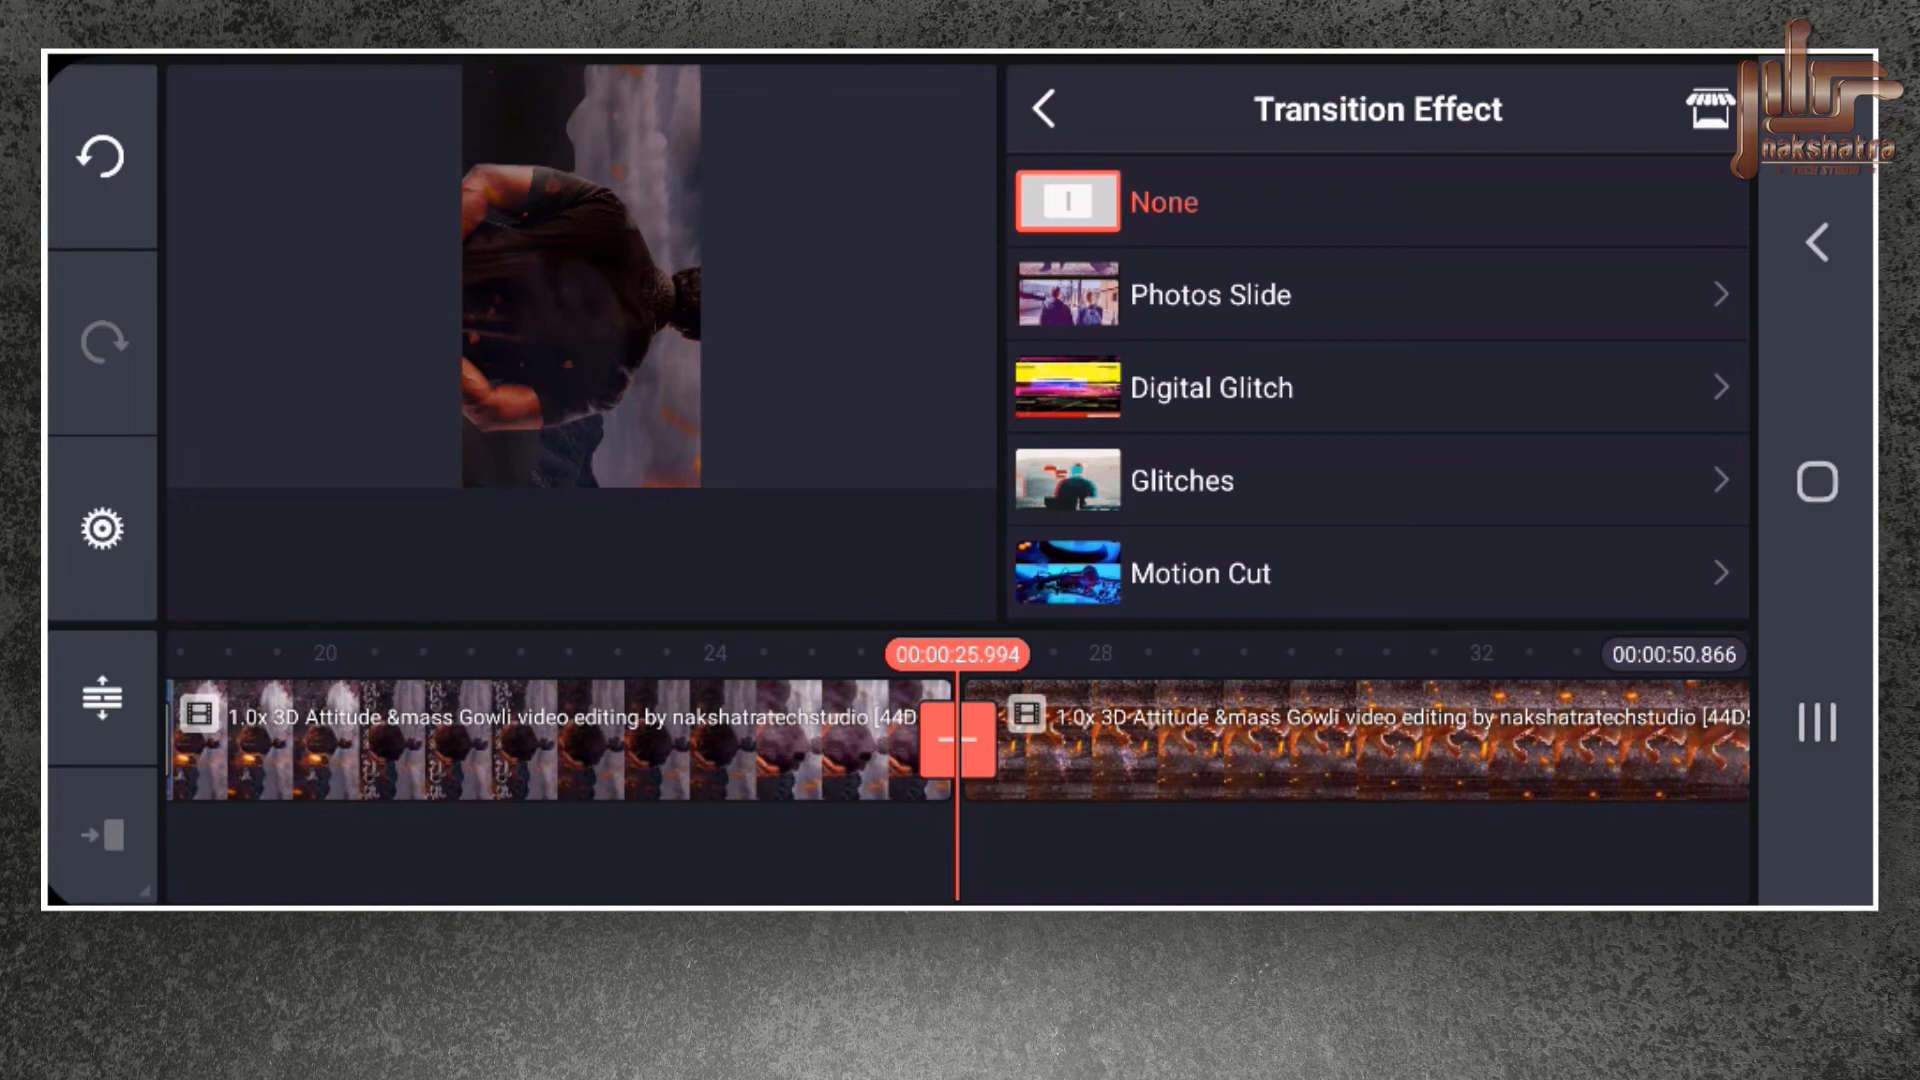 Transition Effect
nakshatra
TECH STUDIO
None
Photos Slide
Digital Glitch
Glitches
Motion Cut
20
24
00:00:25.994
28
32
00:00:50.866
1.0x 3D Attitude &mass Gowli video editing by nakshatratechstudio [44D
1.0x 3D Attitude &mass Gowli video editing by nakshatratechstudio [44D